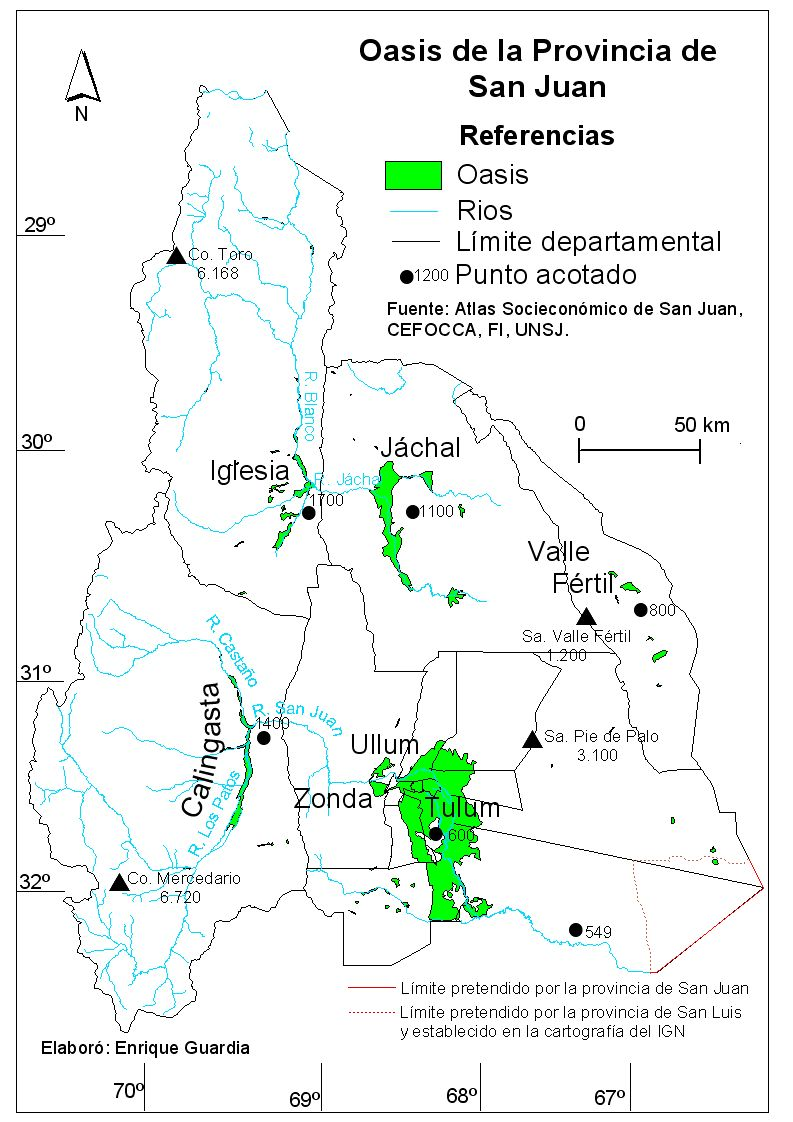 Oasis de la Provincia de
San Juan
N
Referencias
Oasis
Rios
Límite departamental
1200 Punto acotado
Fuente: Atlas Socieconómico de San Juan,
CEFOCCA, FI, UNSJ.
29º
Co. Toro
6.168
0 50 km
R. Blanco
30º
Iglesia
Jáchal
R. Jáchal
1700
1100
Valle
Fértil
800
Sa. Valle Fértil
1.200
R. Castaño
31º
Calingasta
R. San Juan
1400
Ullum
Sa. Pie de Palo
3.100
Zonda
Tulum
R. Los Patos
600
32º
Co. Mercedario
6.720
549
Límite pretendido por la provincia de San Juan
Límite pretendido por la provincia de San Luis
y establecido en la cartografía del IGN
Elaboró: Enrique Guardia
70º
69º
68º
67º